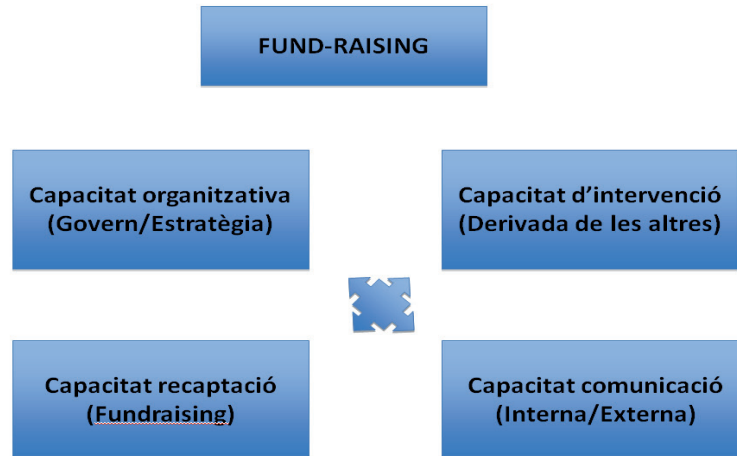 FUND-RAISING
Capacitat organitzativa
(Govern/Estratègia)
Capacitat d’intervenció
(Derivada de les altres)
Capacitat recaptació
(Fundraising)
Capacitat comunicació
(Interna/Externa)